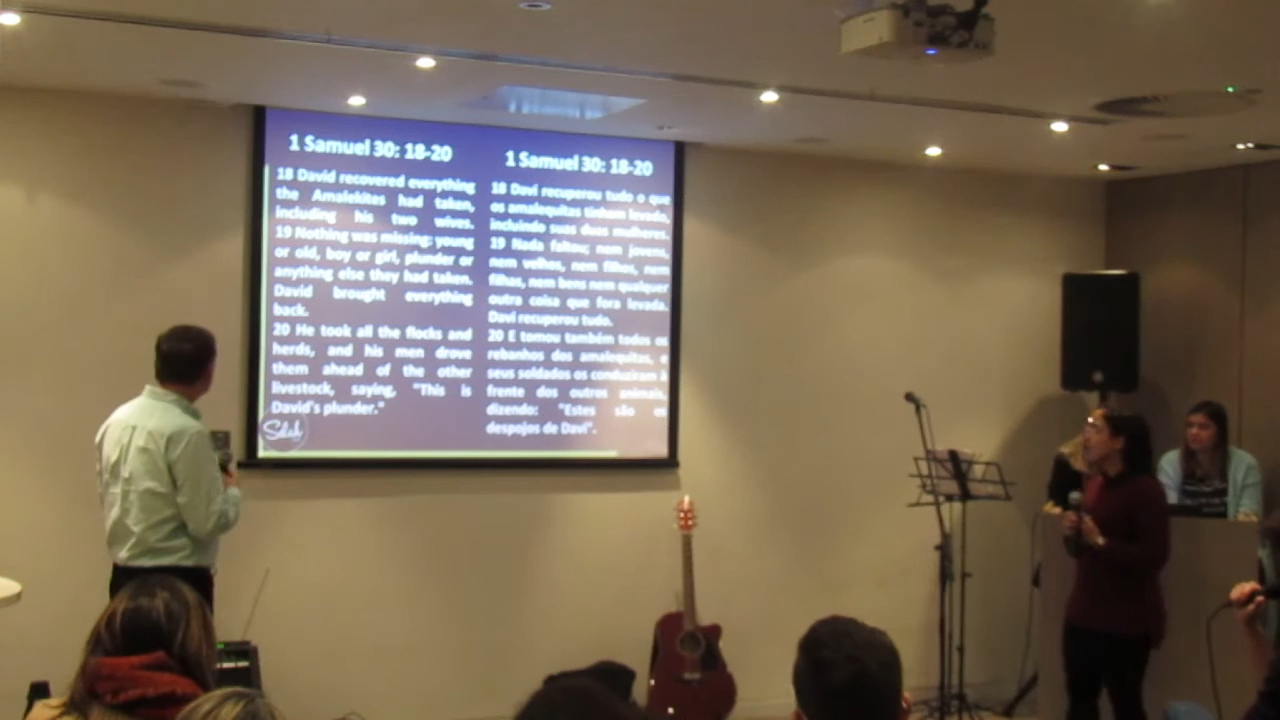 1 Samuel 30: 18-20
18 David recovered everything
the Amalekites had taken,
including his two wives.
19 Nothing was missing: young
or old, boy or girl, plunder or
anything else they had taken.
David brought everything
back.
20 He took all the flocks and
herds, and his men drove
them ahead of the other
livestock, saying, "This is
David's plunder."
Selah
1 Samuel 30: 18-20
18 Davi recuperou tudo o que
os amalequitas tinham levado,
incluindo suas duas mulheres.
19 Nada faltou: nem jovens,
nem velhos, nem filhos, nem
filhas, nem bens nem qualquer
outra coisa que fora levada.
Davi recuperou tudo.
20 E tomou também todos os
rebanhos dos amalequitas, e
seus soldados os conduziram à
frente dos outros animais,
dizendo: "Estes são os
despojos de Davi".